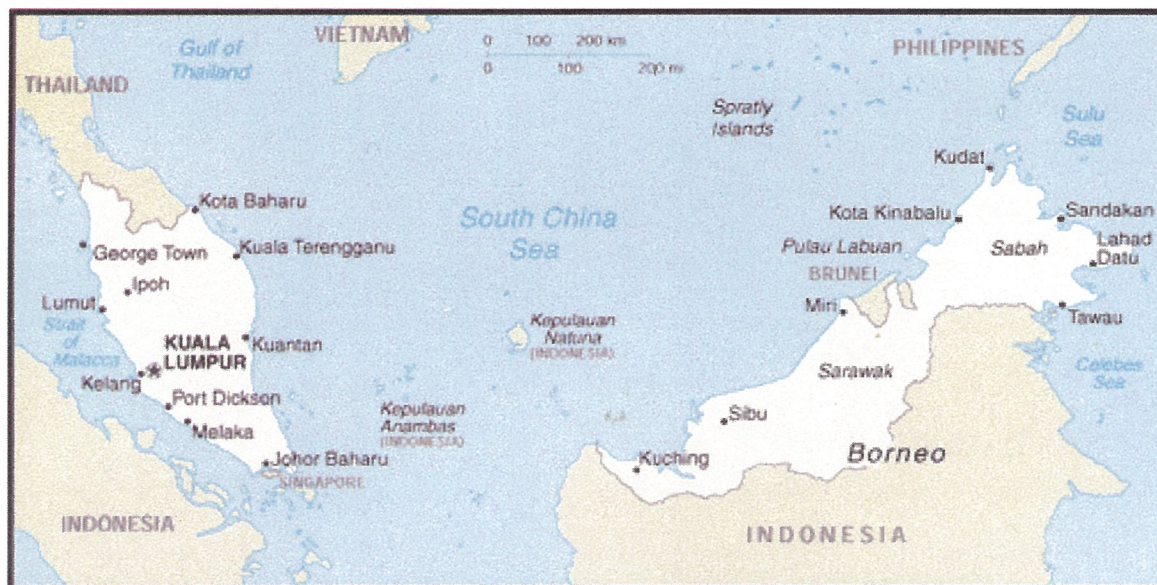 VIETNAM
Gulf of
Thailand
THAILAND
0 100 200 km
0 100 200 mi
PHILIPPINES
Spratly
Islands
Sulu
Sea
Kudat
Kota Baharu
South China
Sea
Kota Kinabalu
Sandakan
George Town
Kuala Terengganu
Pulau Labuan
BRUNEI
Sabah
Lahad
Datu
Ipoh
Lumut
Miri
Tawau
Strait
of
Malacca
KUALA
LUMPUR
Kuantan
Kepulauan
Natuna
(INDONESIA)
Kelang
Sarawak
Celebes
Sea
Port Dickson
Melaka
Kepulauan
Anambas
(INDONESIA)
Sibu
Borneo
Johor Baharu
SINGAPORE
Kuching
INDONESIA
INDONESIA